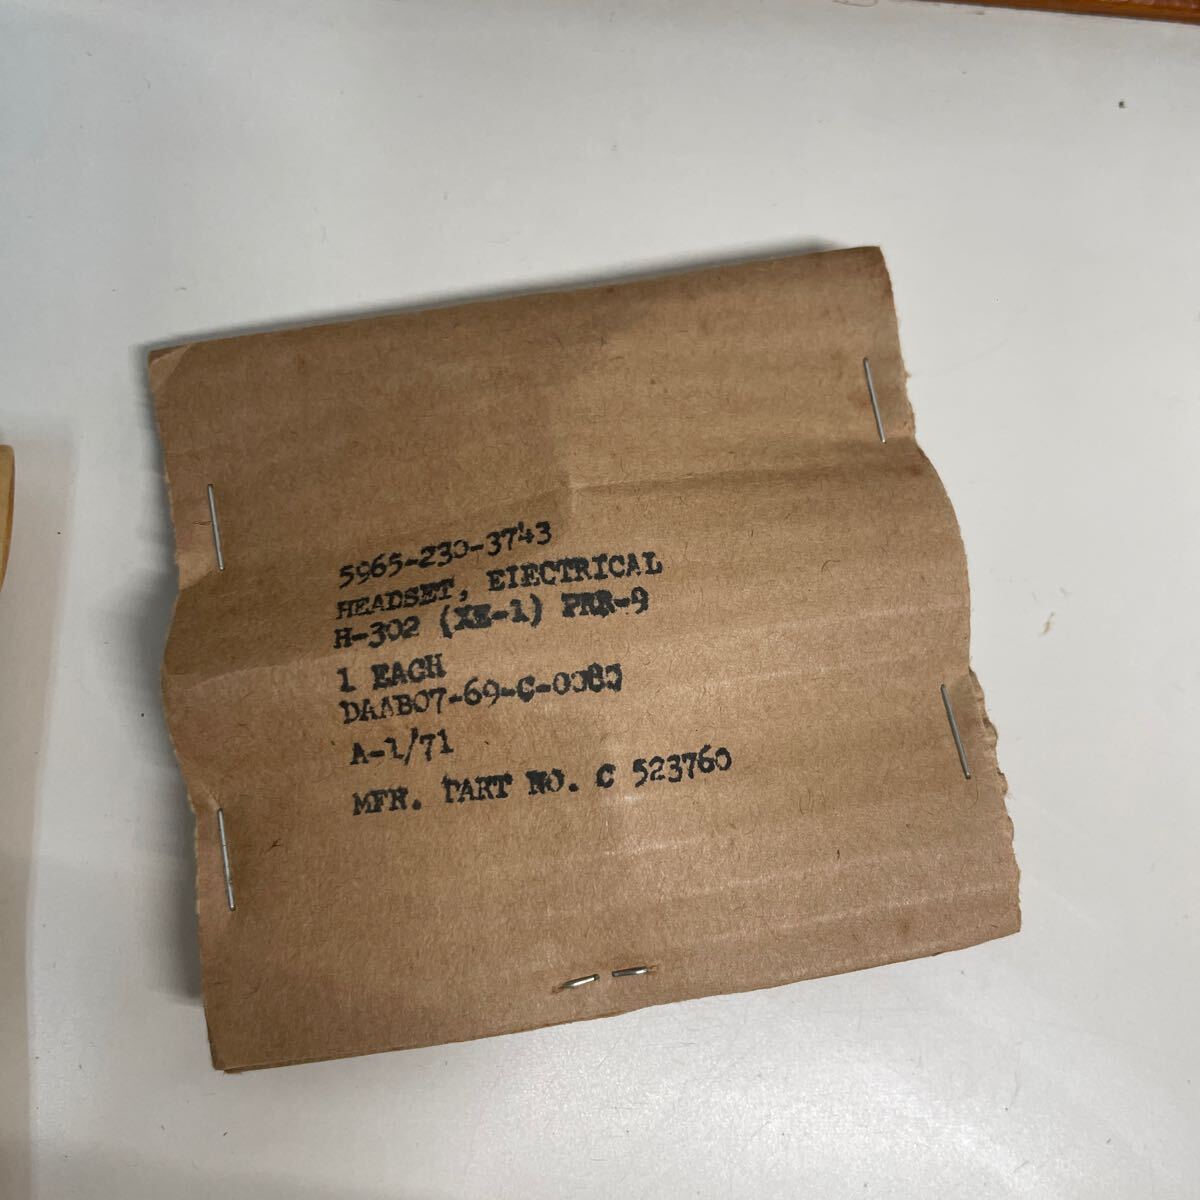 5965-230-3743
HEADSET, EIECTRICAL
H-302 (XE-1) PRR-9
1 EACH
DAAB07-69-C-0080
A-1/71
MFR. PART NO. C 523760